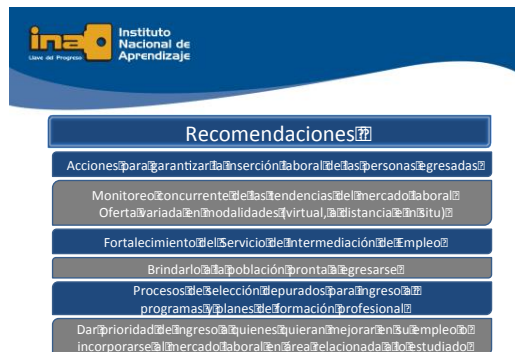 ina
Llave del Progreso
Instituto
Nacional de
Aprendizaje
Recomendaciones
Acciones para garantizar la inserción laboral de las personas egresadas
Monitoreo concurrente de las tendencias del mercado laboral
Oferta variada en modalidades (virtual, a distancia e in situ)
Fortalecimiento del Servicio de Intermediación de Empleo
Brindarlo a la población pronta a egresarse
Procesos de selección depurados para ingreso a
programas y planes de formación profesional
Dar prioridad de ingreso a quienes quieran mejorar en su empleo o
incorporarse al mercado laboral en área relacionada a lo estudiado